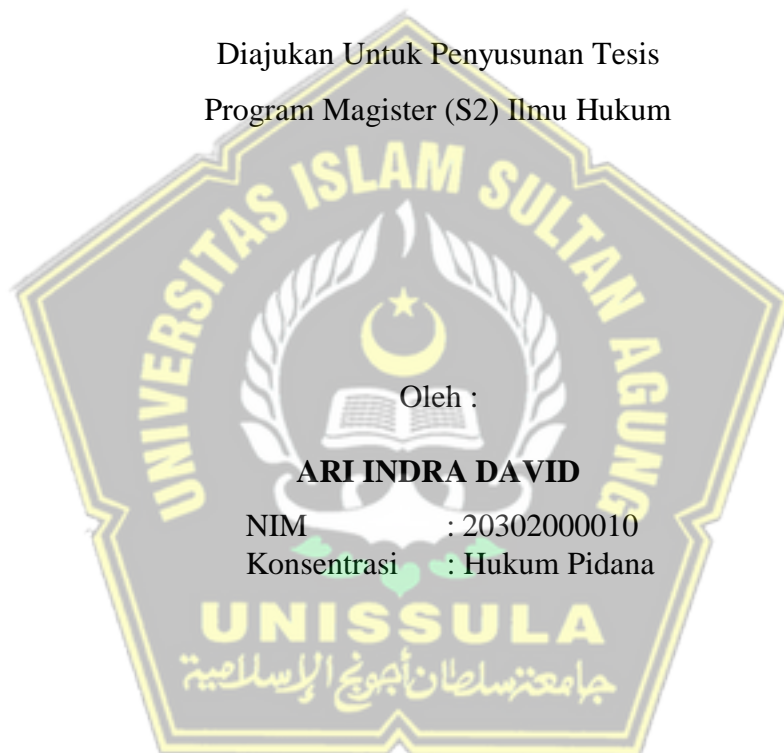 Diajukan Untuk Penyusunan Tesis
Program Magister (S2) Ilmu Hukum
UNIVERSITAS ISLAM SULTAN AGUNG
Oleh :
ARI INDRA DAVID
NIM : 20302000010
Konsentrasi : Hukum Pidana
UNISSULA
جامعة سلطان أجونج الإسلامية